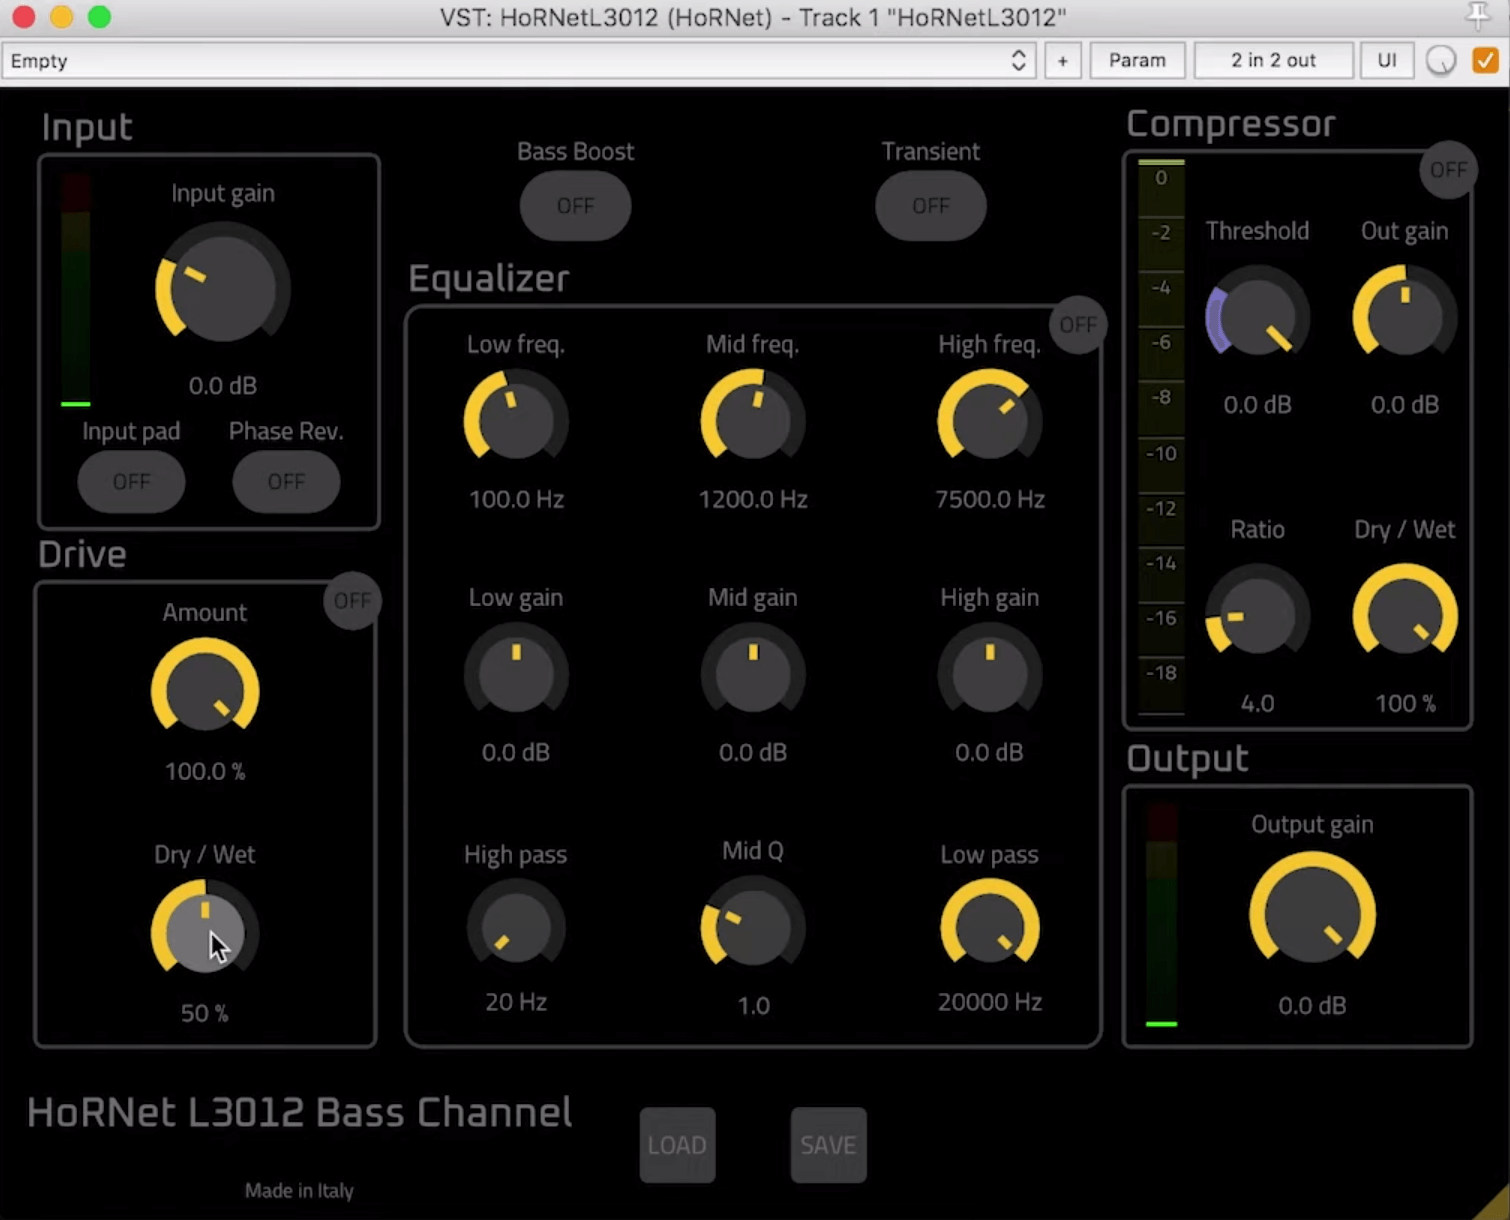 VST: HoRNetL3012 (HoRNet) - Track 1 "HoRNetL3012"
Empty
+
Param
2 in 2 out
UI
Input
Input gain
0.0 dB
Input pad
Phase Rev.
OFF
OFF
Drive
OFF
Amount
100.0 %
Dry / Wet
50 %
Bass Boost
OFF
Transient
OFF
Equalizer
OFF
Low freq.
Mid freq.
High freq.
100.0 Hz
1200.0 Hz
7500.0 Hz
Low gain
Mid gain
High gain
0.0 dB
0.0 dB
0.0 dB
High pass
Mid Q
Low pass
20 Hz
1.0
20000 Hz
Compressor
OFF
0
-2
-4
-6
-8
-10
-12
-14
-16
-18
Threshold
Out gain
0.0 dB
0.0 dB
Ratio
Dry / Wet
4.0
100 %
Output
Output gain
0.0 dB
HoRNet L3012 Bass Channel
LOAD
SAVE
Made in Italy